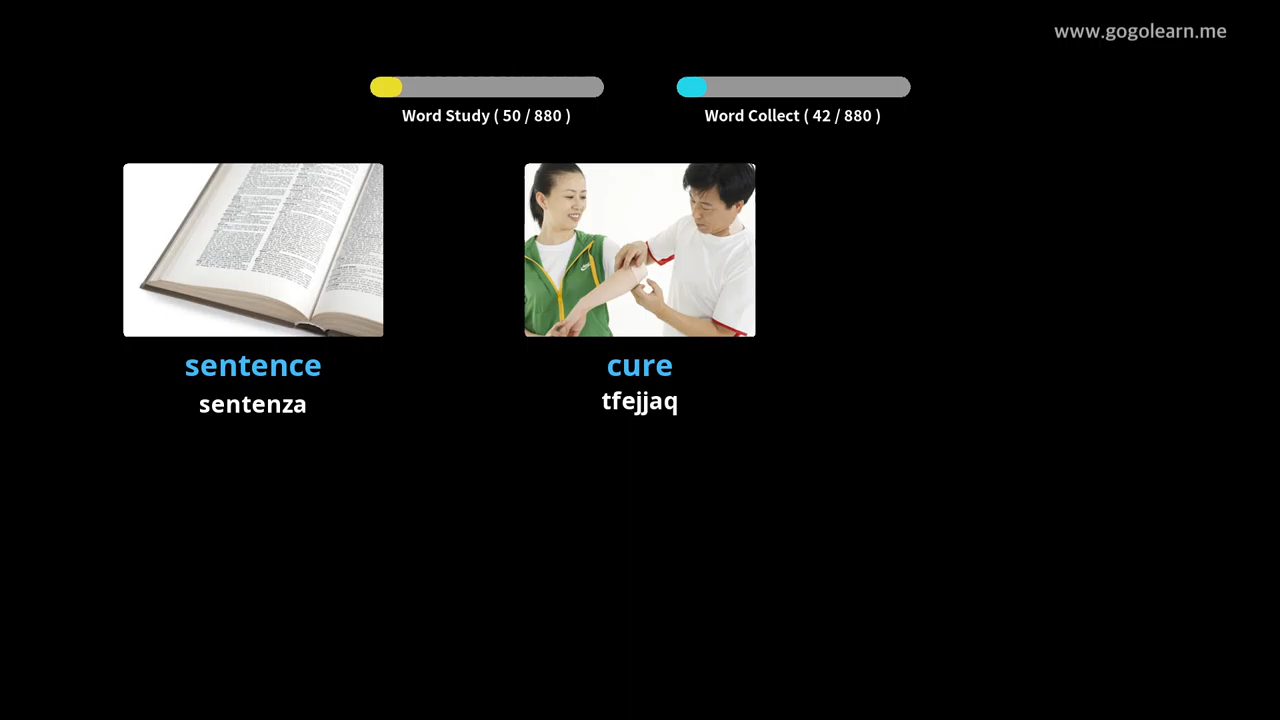 www.gogolearn.me
Word Study ( 50 / 880 )
Word Collect ( 42 / 880 )
sentence
sentenza
cure
tfejjaq